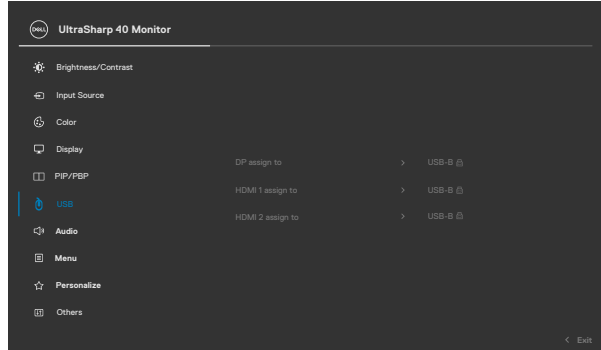 DELL UltraSharp 40 Monitor
Brightness/Contrast
Input Source
Color
Display
PIP/PBP
USB
Audio
Menu
Personalize
Others
DP assign to > USB-B
HDMI 1 assign to > USB-B
HDMI 2 assign to > USB-B
< Exit